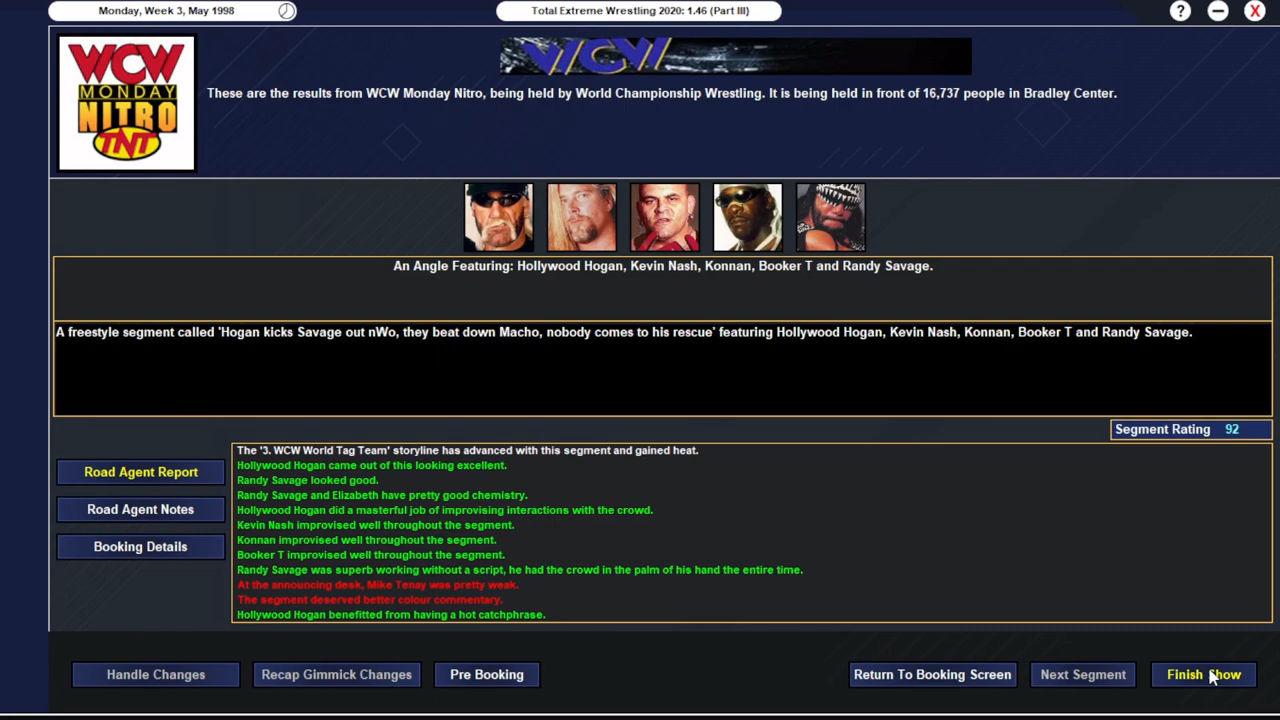 Monday, Week 3, May 1998
Total Extreme Wrestling 2020: 1.46 (Part III)
?
X
WCW
MONDAY
NITRO
TNT
WCW
These are the results from WCW Monday Nitro, being held by World Championship Wrestling. It is being held in front of 16,737 people in Bradley Center.
An Angle Featuring: Hollywood Hogan, Kevin Nash, Konnan, Booker T and Randy Savage.
A freestyle segment called 'Hogan kicks Savage out nWo, they beat down Macho, nobody comes to his rescue' featuring Hollywood Hogan, Kevin Nash, Konnan, Booker T and Randy Savage.
Segment Rating 92
Road Agent Report
Road Agent Notes
Booking Details
The '3. WCW World Tag Team' storyline has advanced with this segment and gained heat.
Hollywood Hogan came out of this looking excellent.
Randy Savage looked good.
Randy Savage and Elizabeth have pretty good chemistry.
Hollywood Hogan did a masterful job of improvising interactions with the crowd.
Kevin Nash improvised well throughout the segment.
Konnan improvised well throughout the segment.
Booker T improvised well throughout the segment.
Randy Savage was superb working without a script, he had the crowd in the palm of his hand the entire time.
At the announcing desk, Mike Tenay was pretty weak.
The segment deserved better colour commentary.
Hollywood Hogan benefitted from having a hot catchphrase.
Handle Changes
Recap Gimmick Changes
Pre Booking
Return To Booking Screen
Next Segment
Finish Show